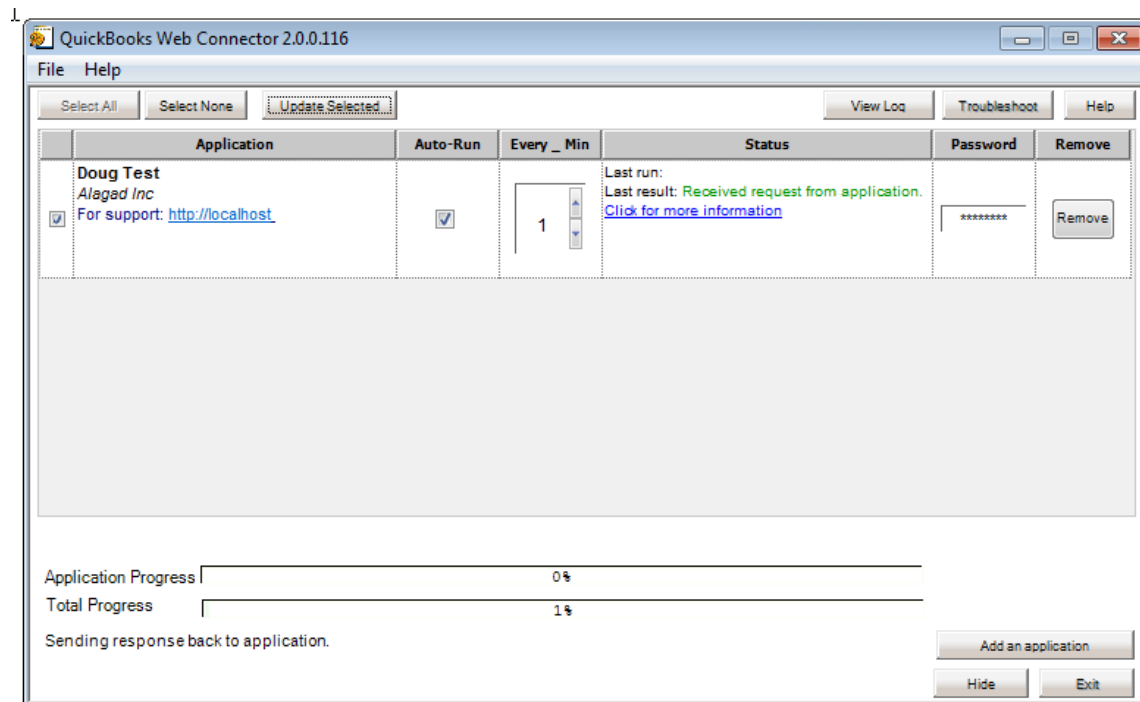 QuickBooks Web Connector 2.0.0.116
File Help
Select All Select None Update Selected View Log Troubleshoot Help
Application Auto-Run Every _ Min Status Password Remove
Doug Test
Alagad Inc
For support: http://localhost
1
Last run:
Last result: Received request from application.
Click for more information
********
Remove
Application Progress 0%
Total Progress 1%
Sending response back to application.
Add an application
Hide Exit